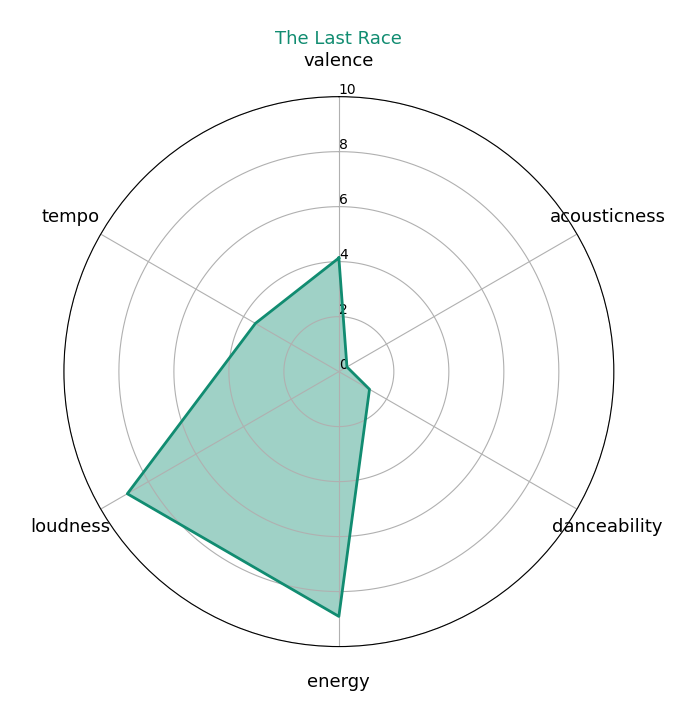 The Last Race
valence
10
8
tempo
6
acousticness
4
2
0
loudness
danceability
energy